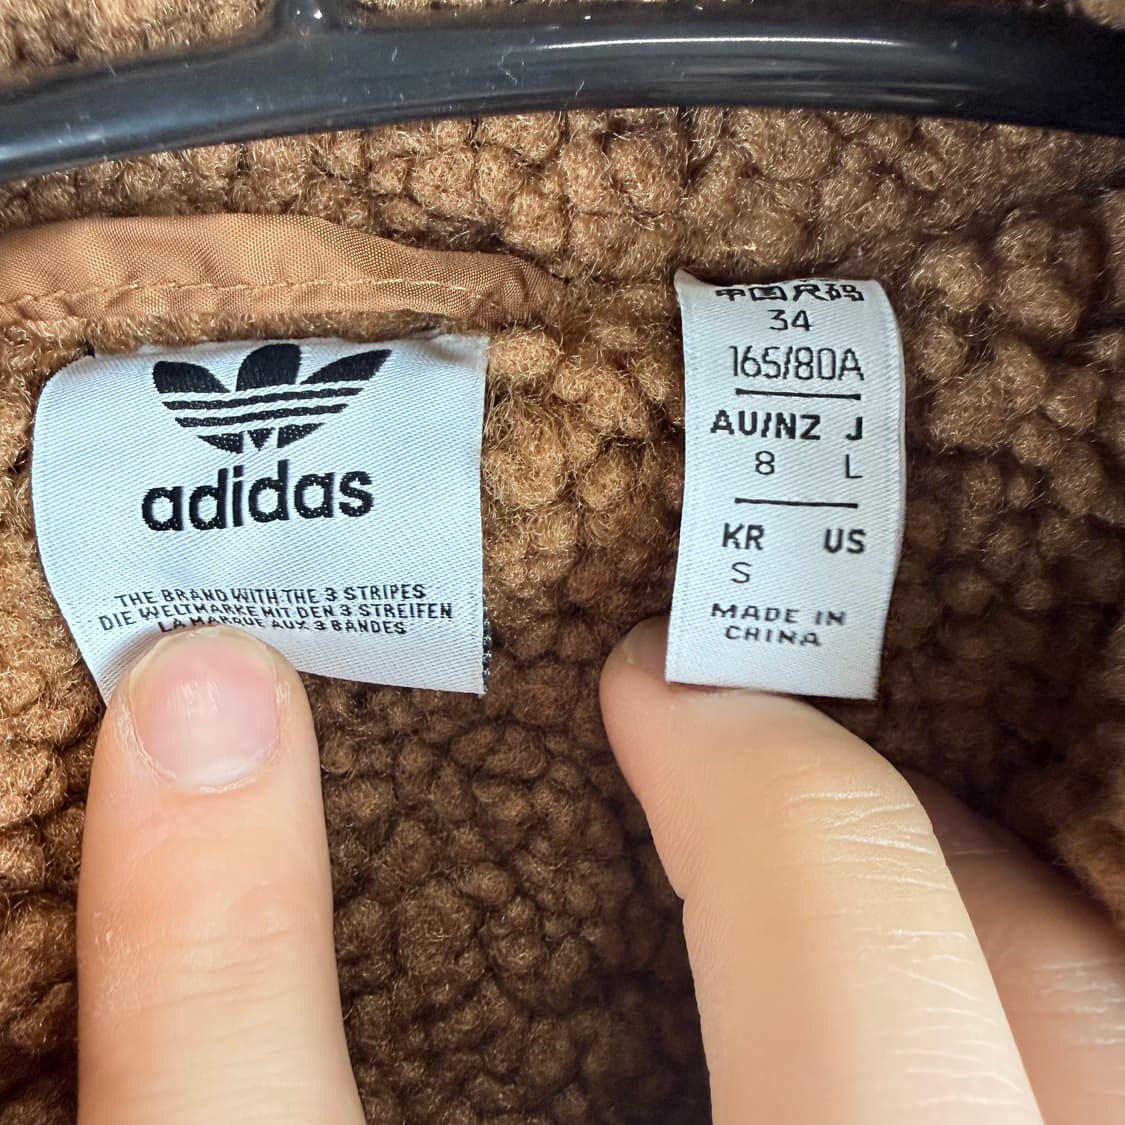 adidas
THE BRAND WITH THE 3 STRIPES
DIE WELTMARKE MIT DEN 3 STREIFEN
LA MARQUE AUX 3 BANDES
中国尺码
34
165/80A
AU/NZ J
8 L
KR US
S
MADE IN
CHINA